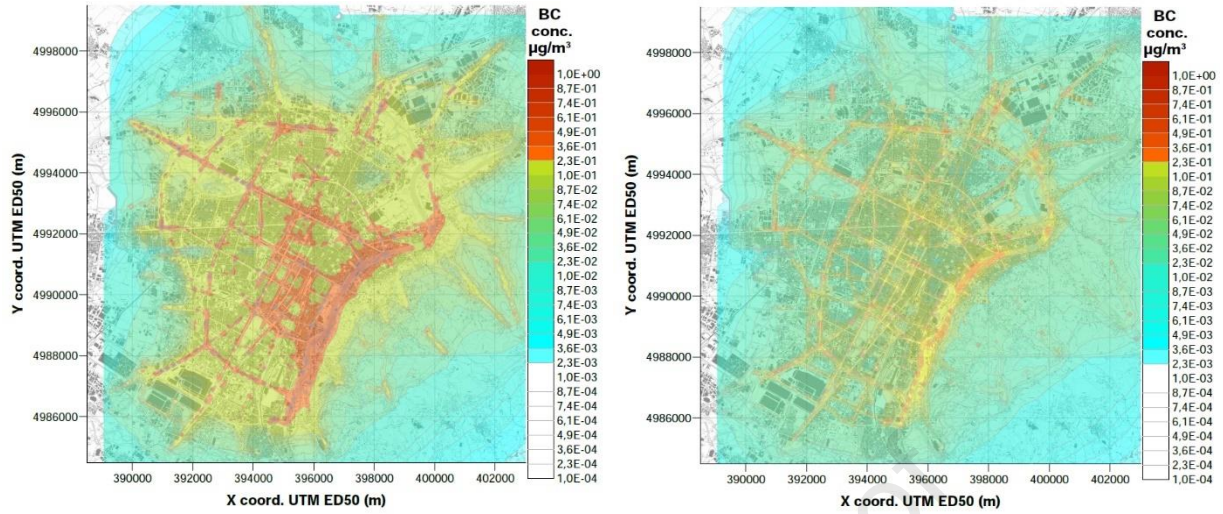 BC
conc.
µg/m³
1,0E+00
8.7E-01
7.4E-01
6.1E-01
4.9E-01
3.6E-01
2.3E-01
1.0E-01
8.7E-02
7.4E-02
6.1E-02
4.9E-02
3.6E-02
2.3E-02
1.0E-02
8.7E-03
7.4E-03
6.1E-03
4.9E-03
3.6E-03
2.3E-03
1,0E-03
8.7E-04
7.4E-04
6.1E-04
4.9E-04
3.6E-04
2.3E-04
1,0E-04
4998000
4996000
4994000
4992000
4990000
4988000
4986000
Y coord. UTM ED50 (m)
390000 392000 394000 396000 398000 400000 402000
X coord. UTM ED50 (m)
BC
conc.
µg/m³
1,0E+00
8.7E-01
7.4E-01
6.1E-01
4.9E-01
3.6E-01
2.3E-01
1.0E-01
8.7E-02
7.4E-02
6.1E-02
4.9E-02
3.6E-02
2.3E-02
1.0E-02
8.7E-03
7.4E-03
6.1E-03
4.9E-03
3.6E-03
2.3E-03
1,0E-03
8.7E-04
7.4E-04
6.1E-04
4.9E-04
3.6E-04
2.3E-04
1,0E-04
4998000
4996000
4994000
4992000
4990000
4988000
4986000
Y coord. UTM ED50 (m)
390000 392000 394000 396000 398000 400000 402000
X coord. UTM ED50 (m)